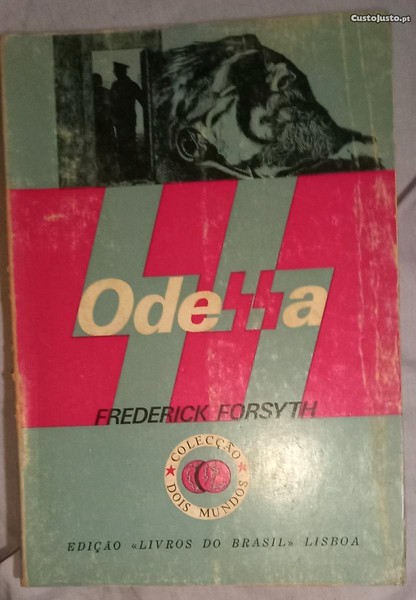 Custojusto.pt
Odessa
FREDERICK FORSYTH
COLECÇÃO
DOIS MUNDOS
EDIÇÃO «LIVROS DO BRASIL» LISBOA